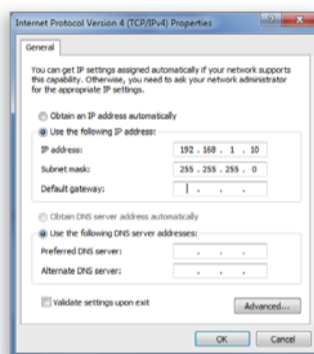 Internet Protocol Version 4 (TCP/IPv4) Properties
General
You can get IP settings assigned automatically if your network supports
this capability. Otherwise, you need to ask your network administrator
for the appropriate IP settings.
Obtain an IP address automatically
Use the following IP address:
IP address: 192 . 168 . 1 . 10
Subnet mask: 255 . 255 . 255 . 0
Default gateway: . . .
Obtain DNS server address automatically
Use the following DNS server addresses:
Preferred DNS server: . . .
Alternate DNS server: . . .
Validate settings upon exit
Advanced...
OK Cancel